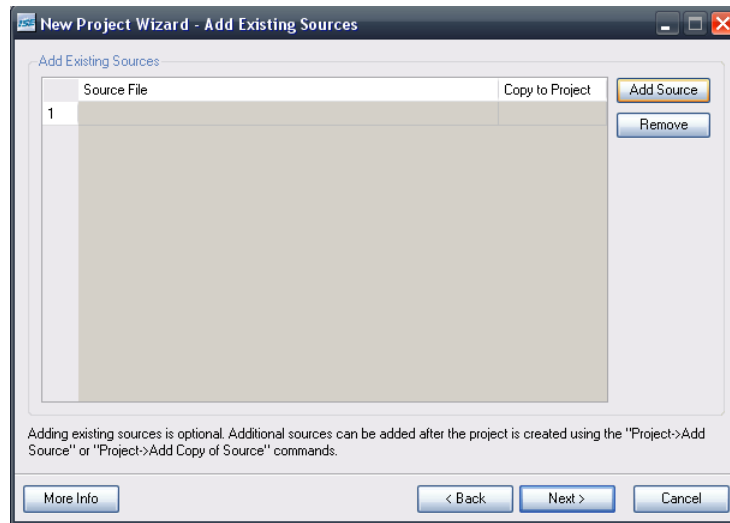 ISE New Project Wizard - Add Existing Sources
Add Existing Sources
Source File Copy to Project
1
Add Source
Remove
Adding existing sources is optional. Additional sources can be added after the project is created using the "Project->Add
Source" or "Project->Add Copy of Source" commands.
More Info < Back Next > Cancel